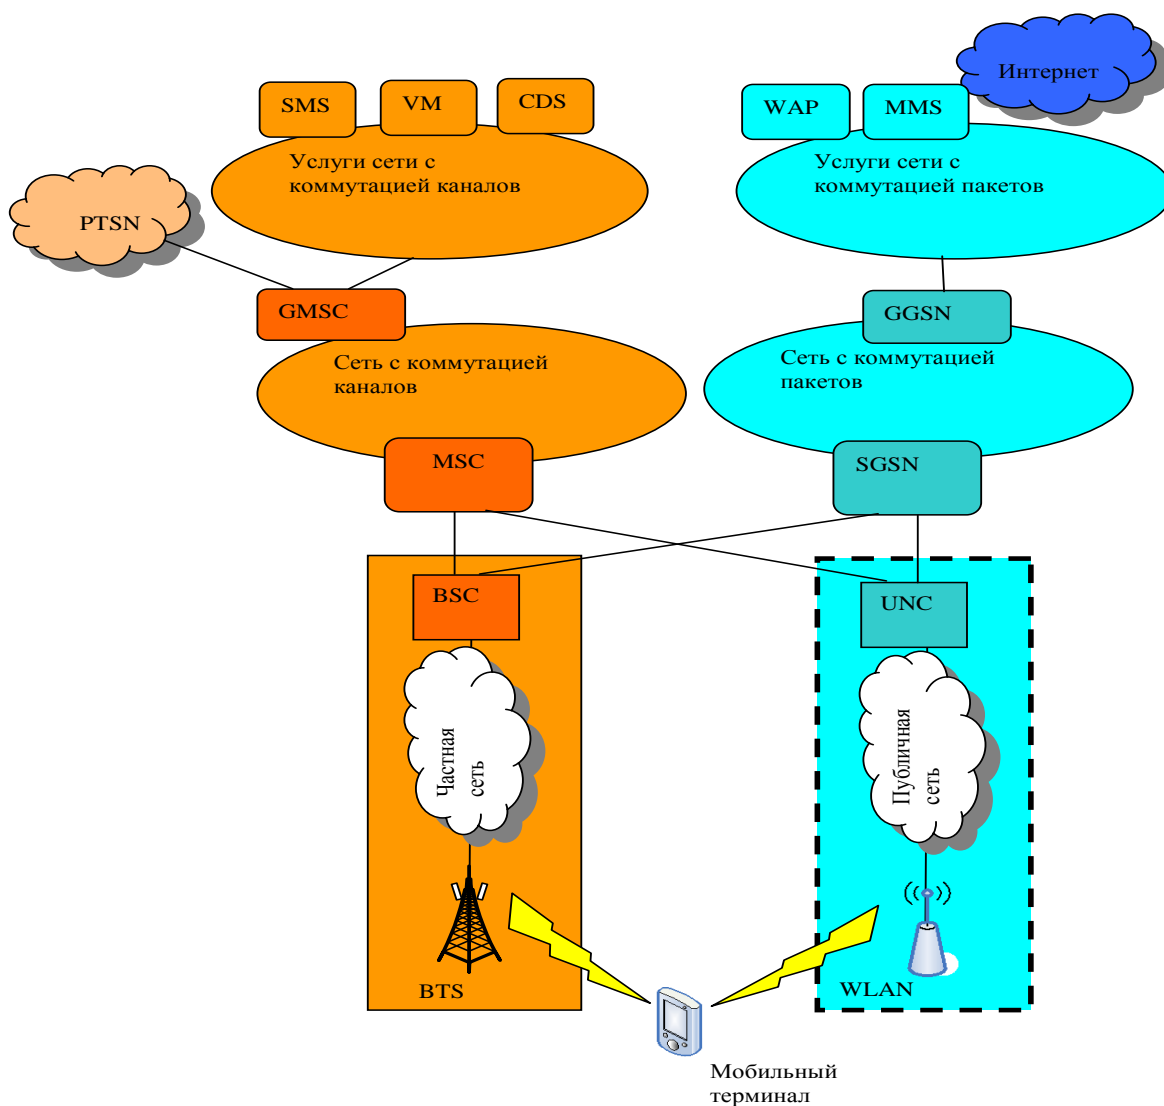 Интернет
SMS
VM
CDS
WAP
MMS
Услуги сети с
коммутацией каналов
Услуги сети с
коммутацией пакетов
PTSN
GMSC
GGSN
Сеть с коммутацией
каналов
Сеть с коммутацией
пакетов
MSC
SGSN
BSC
UNC
Частная
сеть
Публичная
сеть
BTS
WLAN
Мобильный
терминал